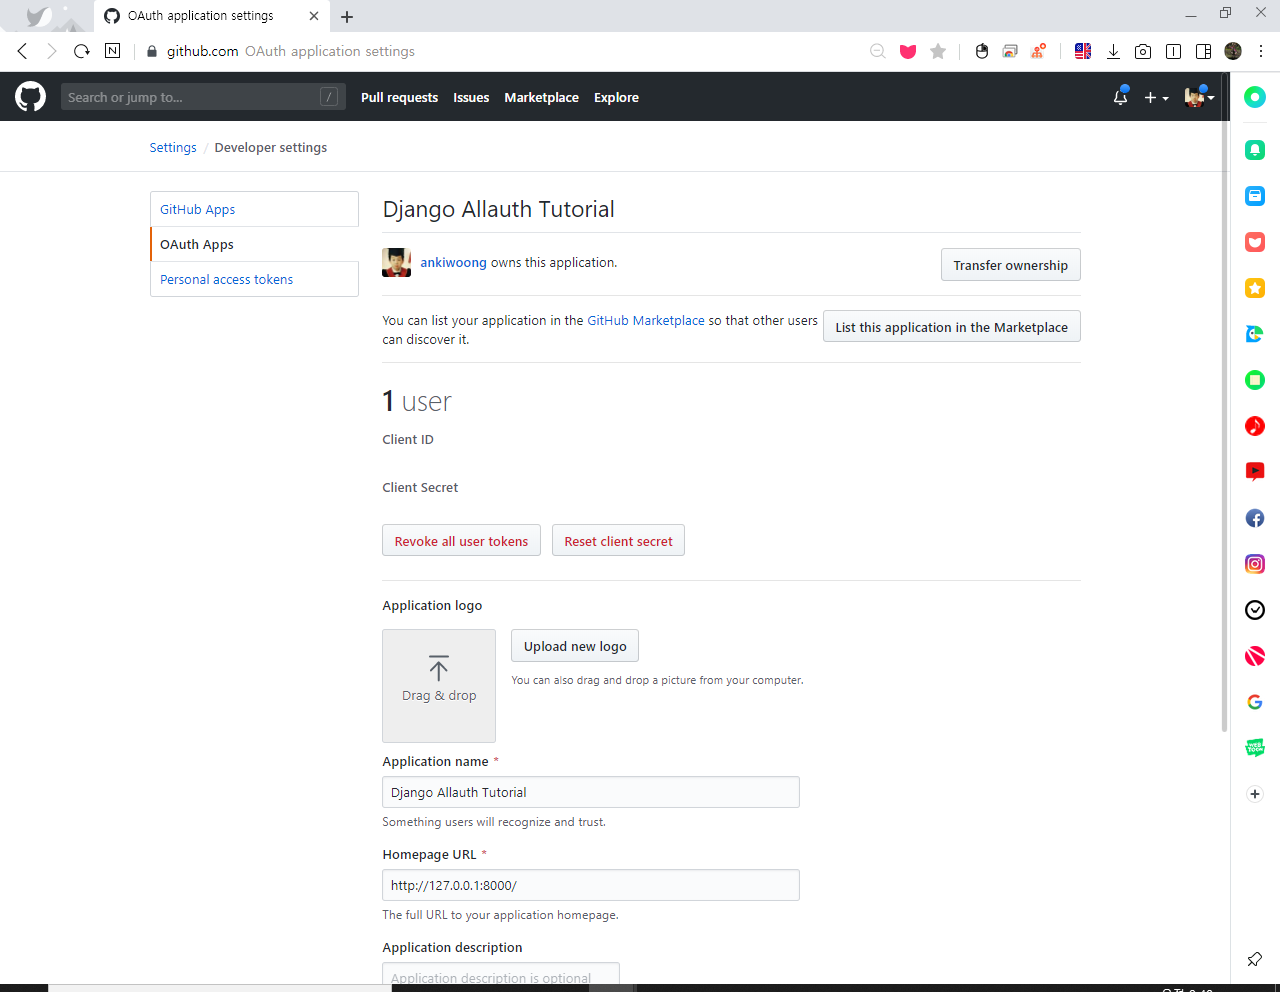 OAuth application settings
N
github.com OAuth application settings
Search or jump to...
/
Pull requests Issues Marketplace Explore
Settings / Developer settings
GitHub Apps
OAuth Apps
Personal access tokens
Django Allauth Tutorial
ankiwoong owns this application.
Transfer ownership
You can list your application in the GitHub Marketplace so that other users
can discover it.
List this application in the Marketplace
1 user
Client ID
Client Secret
Revoke all user tokens
Reset client secret
Application logo
Drag & drop
Upload new logo
You can also drag and drop a picture from your computer.
Application name *
Django Allauth Tutorial
Something users will recognize and trust.
Homepage URL *
http://127.0.0.1:8000/
The full URL to your application homepage.
Application description
Application description is optional
WEB
TOON